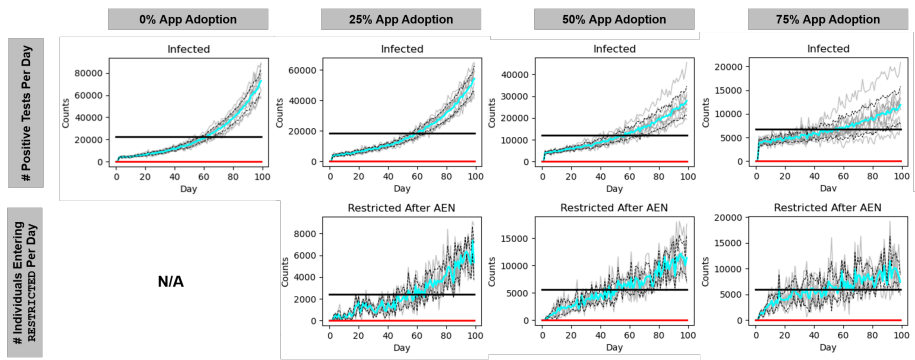 0% App Adoption
25% App Adoption
50% App Adoption
75% App Adoption
# Positive Tests Per Day
Infected
80000
60000
40000
20000
0
Counts
0 20 40 60 80 100
Day
Infected
60000
40000
20000
0
Counts
0 20 40 60 80 100
Day
Infected
40000
30000
20000
10000
0
Counts
0 20 40 60 80 100
Day
Infected
20000
15000
10000
5000
0
Counts
0 20 40 60 80 100
Day
# Individuals Entering
RESTRICTED Per Day
N/A
Restricted After AEN
8000
6000
4000
2000
0
Counts
0 20 40 60 80 100
Day
Restricted After AEN
15000
10000
5000
0
Counts
0 20 40 60 80 100
Day
Restricted After AEN
20000
15000
10000
5000
0
Counts
0 20 40 60 80 100
Day